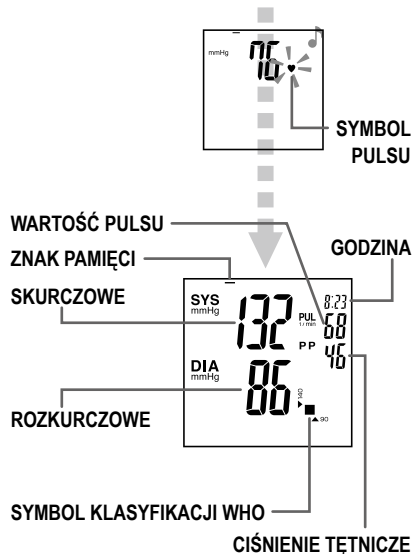 mmHg
76
SYMBOL
PULSU
WARTOŚĆ PULSU
GODZINA
ZNAK PAMIĘCI
SKURCZOWE
SYS
mmHg
132
8:23
PUL
1/min
68
PP
46
DIA
mmHg
86
140
90
ROZKURCZOWE
SYMBOL KLASYFIKACJI WHO
CIŚNIENIE TĘTNICZE